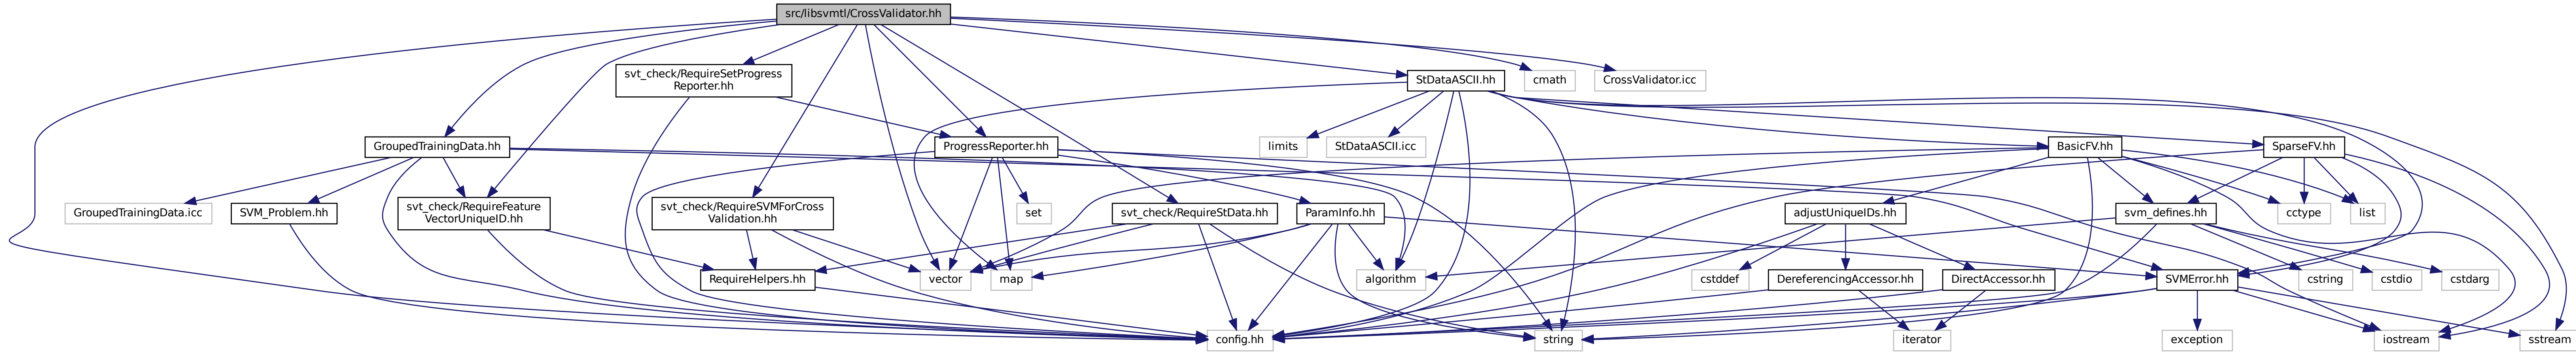 src/libsvmtl/CrossValidator.hh
svt_check/RequireSetProgress
Reporter.hh
StDataASCII.hh
cmath
CrossValidator.icc
GroupedTrainingData.hh
ProgressReporter.hh
limits
StDataASCII.icc
BasicFV.hh
SparseFV.hh
GroupedTrainingData.icc
SVM_Problem.hh
svt_check/RequireFeature
VectorUniqueID.hh
svt_check/RequireSVMForCross
Validation.hh
set
svt_check/RequireStData.hh
ParamInfo.hh
adjustUniqueIDs.hh
svm_defines.hh
cctype
list
RequireHelpers.hh
vector
map
algorithm
cstddef
DereferencingAccessor.hh
DirectAccessor.hh
SVMError.hh
cstring
cstdio
cstdarg
config.hh
string
iterator
exception
iostream
sstream